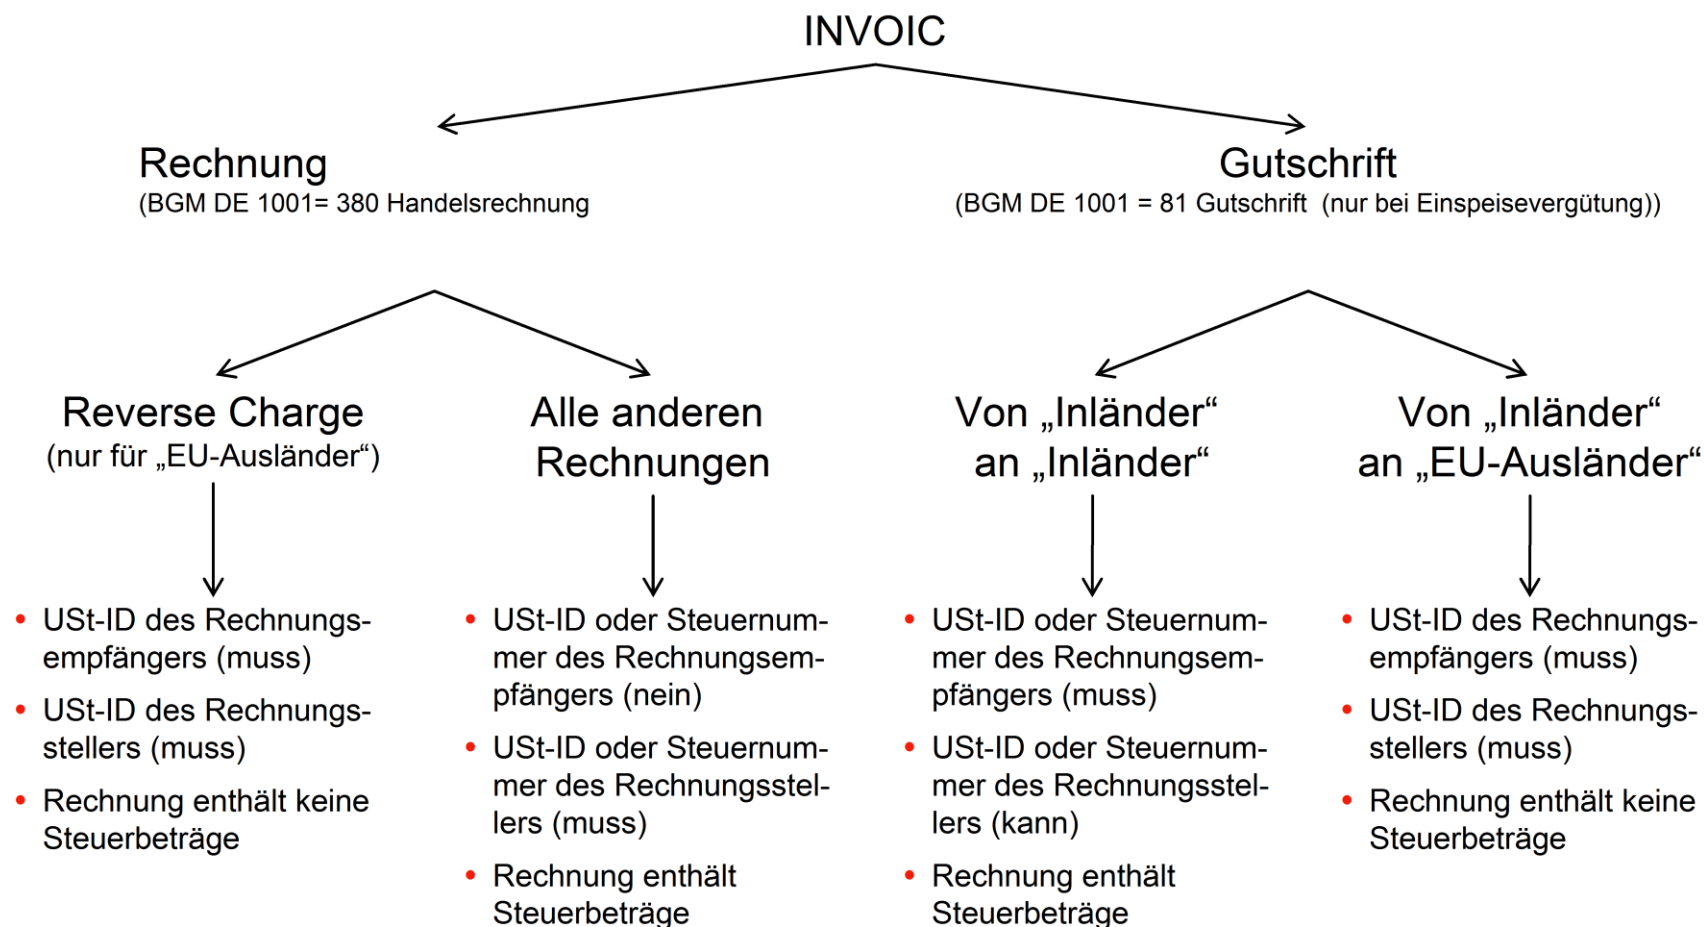 INVOIC
Rechnung
(BGM DE 1001= 380 Handelsrechnung
Gutschrift
(BGM DE 1001 = 81 Gutschrift (nur bei Einspeisevergütung))
Reverse Charge
(nur für „EU-Ausländer“)
Alle anderen
Rechnungen
Von „Inländer“
an „Inländer“
Von „Inländer“
an „EU-Ausländer“
• USt-ID des Rechnungs-
empfängers (muss)
• USt-ID des Rechnungs-
stellers (muss)
• Rechnung enthält keine
Steuerbeträge
• USt-ID oder Steuernum-
mer des Rechnungsem-
pfängers (nein)
• USt-ID oder Steuernum-
mer des Rechnungsstel-
lers (muss)
• Rechnung enthält
Steuerbeträge
• USt-ID oder Steuernum-
mer des Rechnungsem-
pfängers (muss)
• USt-ID oder Steuernum-
mer des Rechnungsstel-
lers (kann)
• Rechnung enthält
Steuerbeträge
• USt-ID des Rechnungs-
empfängers (muss)
• USt-ID des Rechnungs-
stellers (muss)
• Rechnung enthält keine
Steuerbeträge